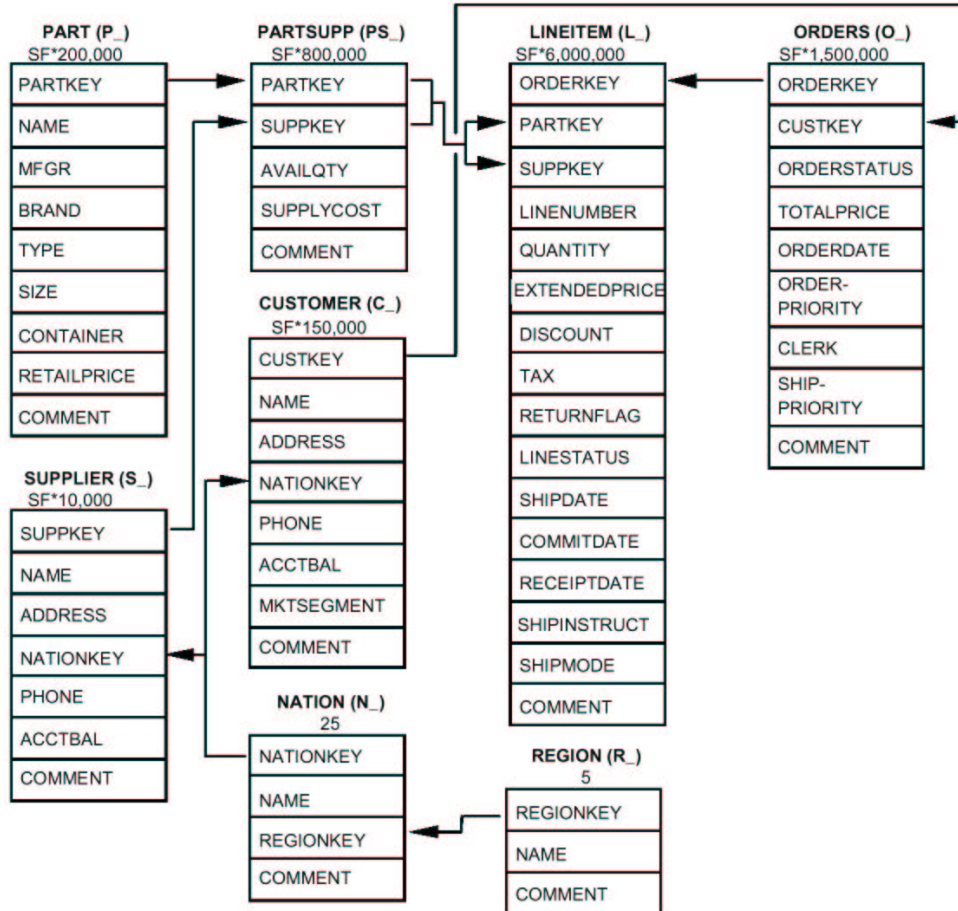 PART (P_)
SF*200,000
PARTKEY
NAME
MFGR
BRAND
TYPE
SIZE
CONTAINER
RETAILPRICE
COMMENT
SUPPLIER (S_)
SF*10,000
SUPPKEY
NAME
ADDRESS
NATIONKEY
PHONE
ACCTBAL
COMMENT
PARTSUPP (PS_)
SF*800,000
PARTKEY
SUPPKEY
AVAILQTY
SUPPLYCOST
COMMENT
CUSTOMER (C_)
SF*150,000
CUSTKEY
NAME
ADDRESS
NATIONKEY
PHONE
ACCTBAL
MKTSEGMENT
COMMENT
NATION (N_)
25
NATIONKEY
NAME
REGIONKEY
COMMENT
LINEITEM (L_)
SF*6,000,000
ORDERKEY
PARTKEY
SUPPKEY
LINENUMBER
QUANTITY
EXTENDEDPRICE
DISCOUNT
TAX
RETURNFLAG
LINESTATUS
SHIPDATE
COMMITDATE
RECEIPTDATE
SHIPINSTRUCT
SHIPMODE
COMMENT
REGION (R_)
5
REGIONKEY
NAME
COMMENT
ORDERS (O_)
SF*1,500,000
ORDERKEY
CUSTKEY
ORDERSTATUS
TOTALPRICE
ORDERDATE
ORDER-
PRIORITY
CLERK
SHIP-
PRIORITY
COMMENT